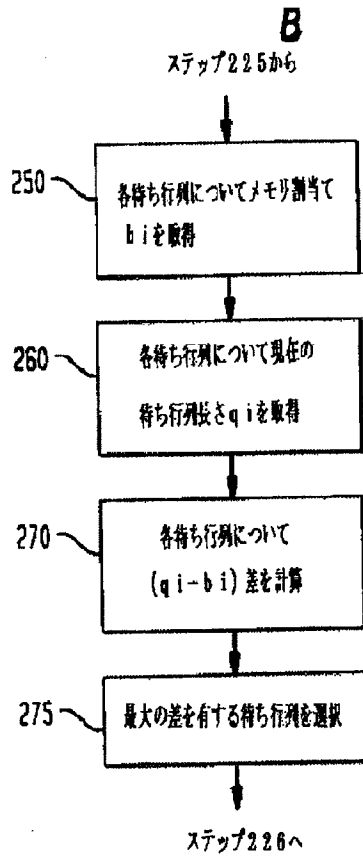 B
ステップ225から
250
各待ち行列についてメモリ割当て
biを取得
260
各待ち行列について現在の
待ち行列長さqiを取得
270
各待ち行列について
(qi-bi)差を計算
275
最大の差を有する待ち行列を選択
ステップ226へ